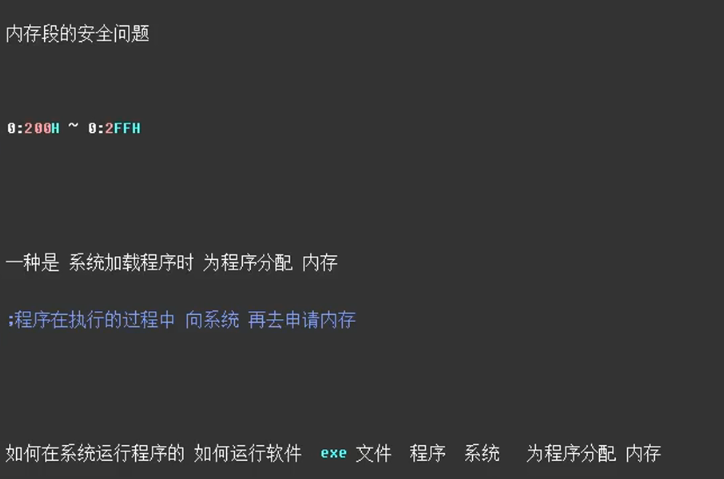 内存段的安全问题
0:200H ~ 0:2FFH
一种是 系统加载程序时 为程序分配 内存
;程序在执行的过程中 向系统 再去申请内存
如何在系统运行程序的 如何运行软件 exe 文件 程序 系统 为程序分配 内存